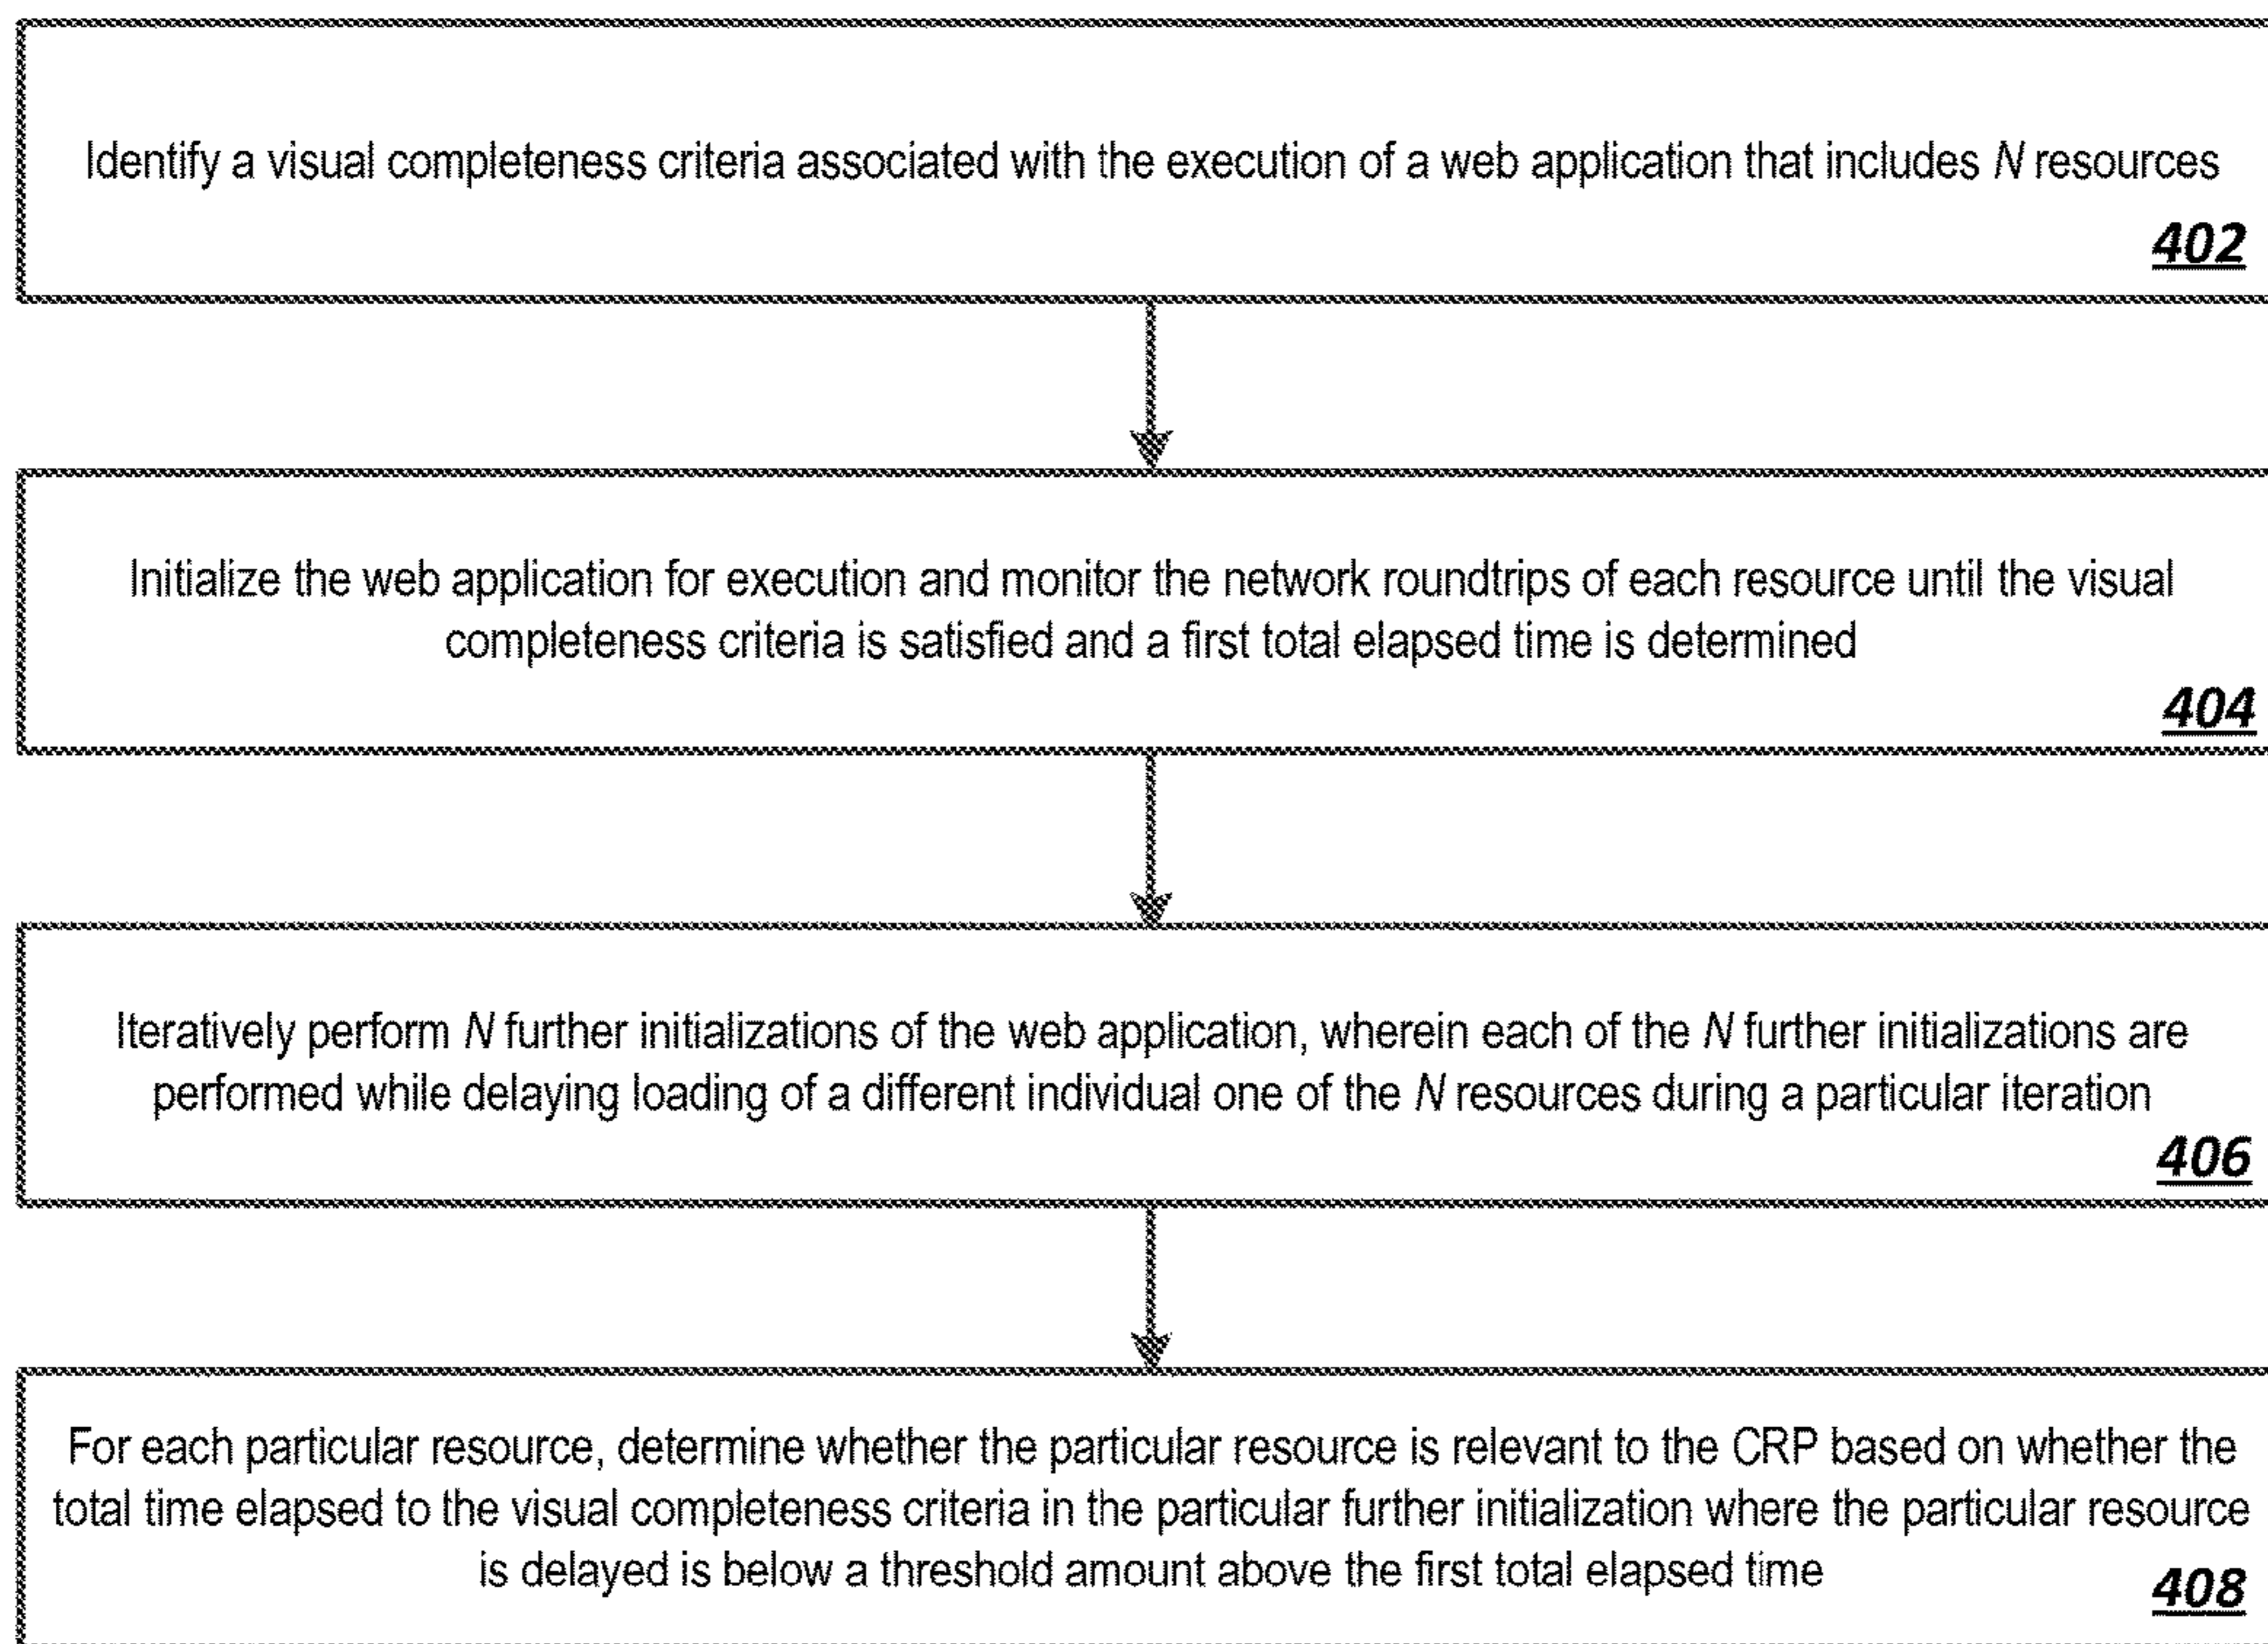 Identify a visual completeness criteria associated with the execution of a web application that includes N resources
402
Initialize the web application for execution and monitor the network roundtrips of each resource until the visual
completeness criteria is satisfied and a first total elapsed time is determined
404
Iteratively perform N further initializations of the web application, wherein each of the N further initializations are
performed while delaying loading of a different individual one of the N resources during a particular iteration
406
For each particular resource, determine whether the particular resource is relevant to the CRP based on whether the
total time elapsed to the visual completeness criteria in the particular further initialization where the particular resource
is delayed is below a threshold amount above the first total elapsed time
408